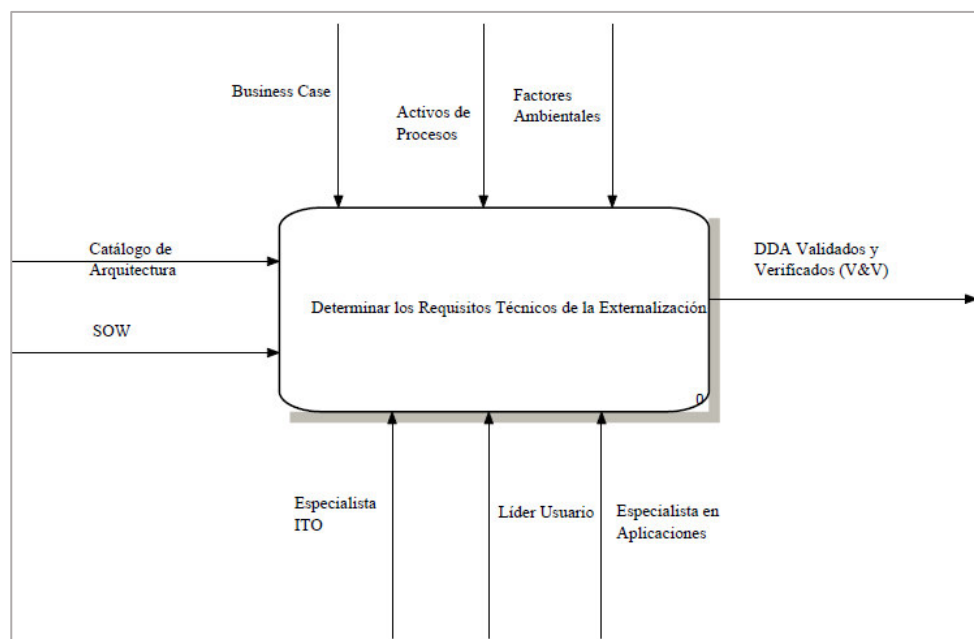 Business Case
Activos de
Procesos
Factores
Ambientales
Catálogo de
Arquitectura
SOW
Determinar los Requisitos Técnicos de la Externalización
0
DDA Validados y
Verificados (V&V)
Especialista
ITO
Líder Usuario
Especialista en
Aplicaciones